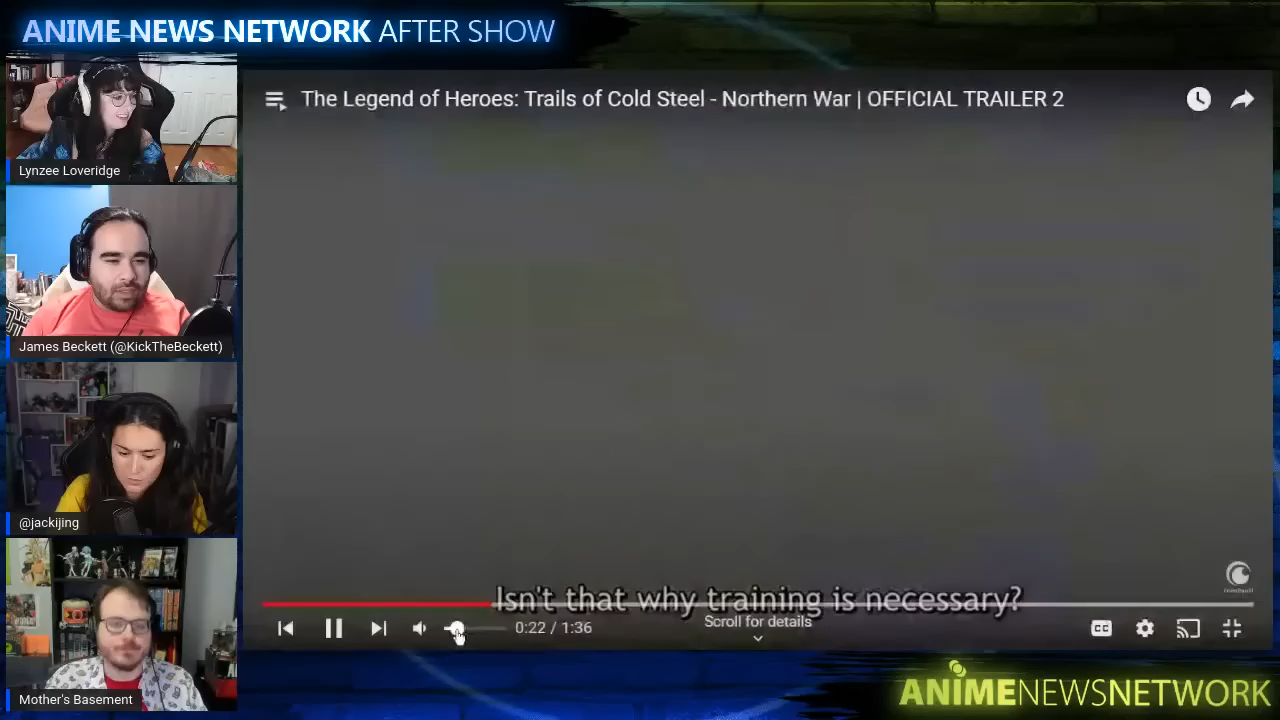 ANIME NEWS NETWORK AFTER SHOW
The Legend of Heroes: Trails of Cold Steel - Northern War | OFFICIAL TRAILER 2
Lynzee Loveridge
James Beckett (@KickTheBeckett)
@jackijing
Mother's Basement
Isn't that why training is necessary?
0:22 / 1:36
Scroll for details
CC
ANIMENEWSNETWORK